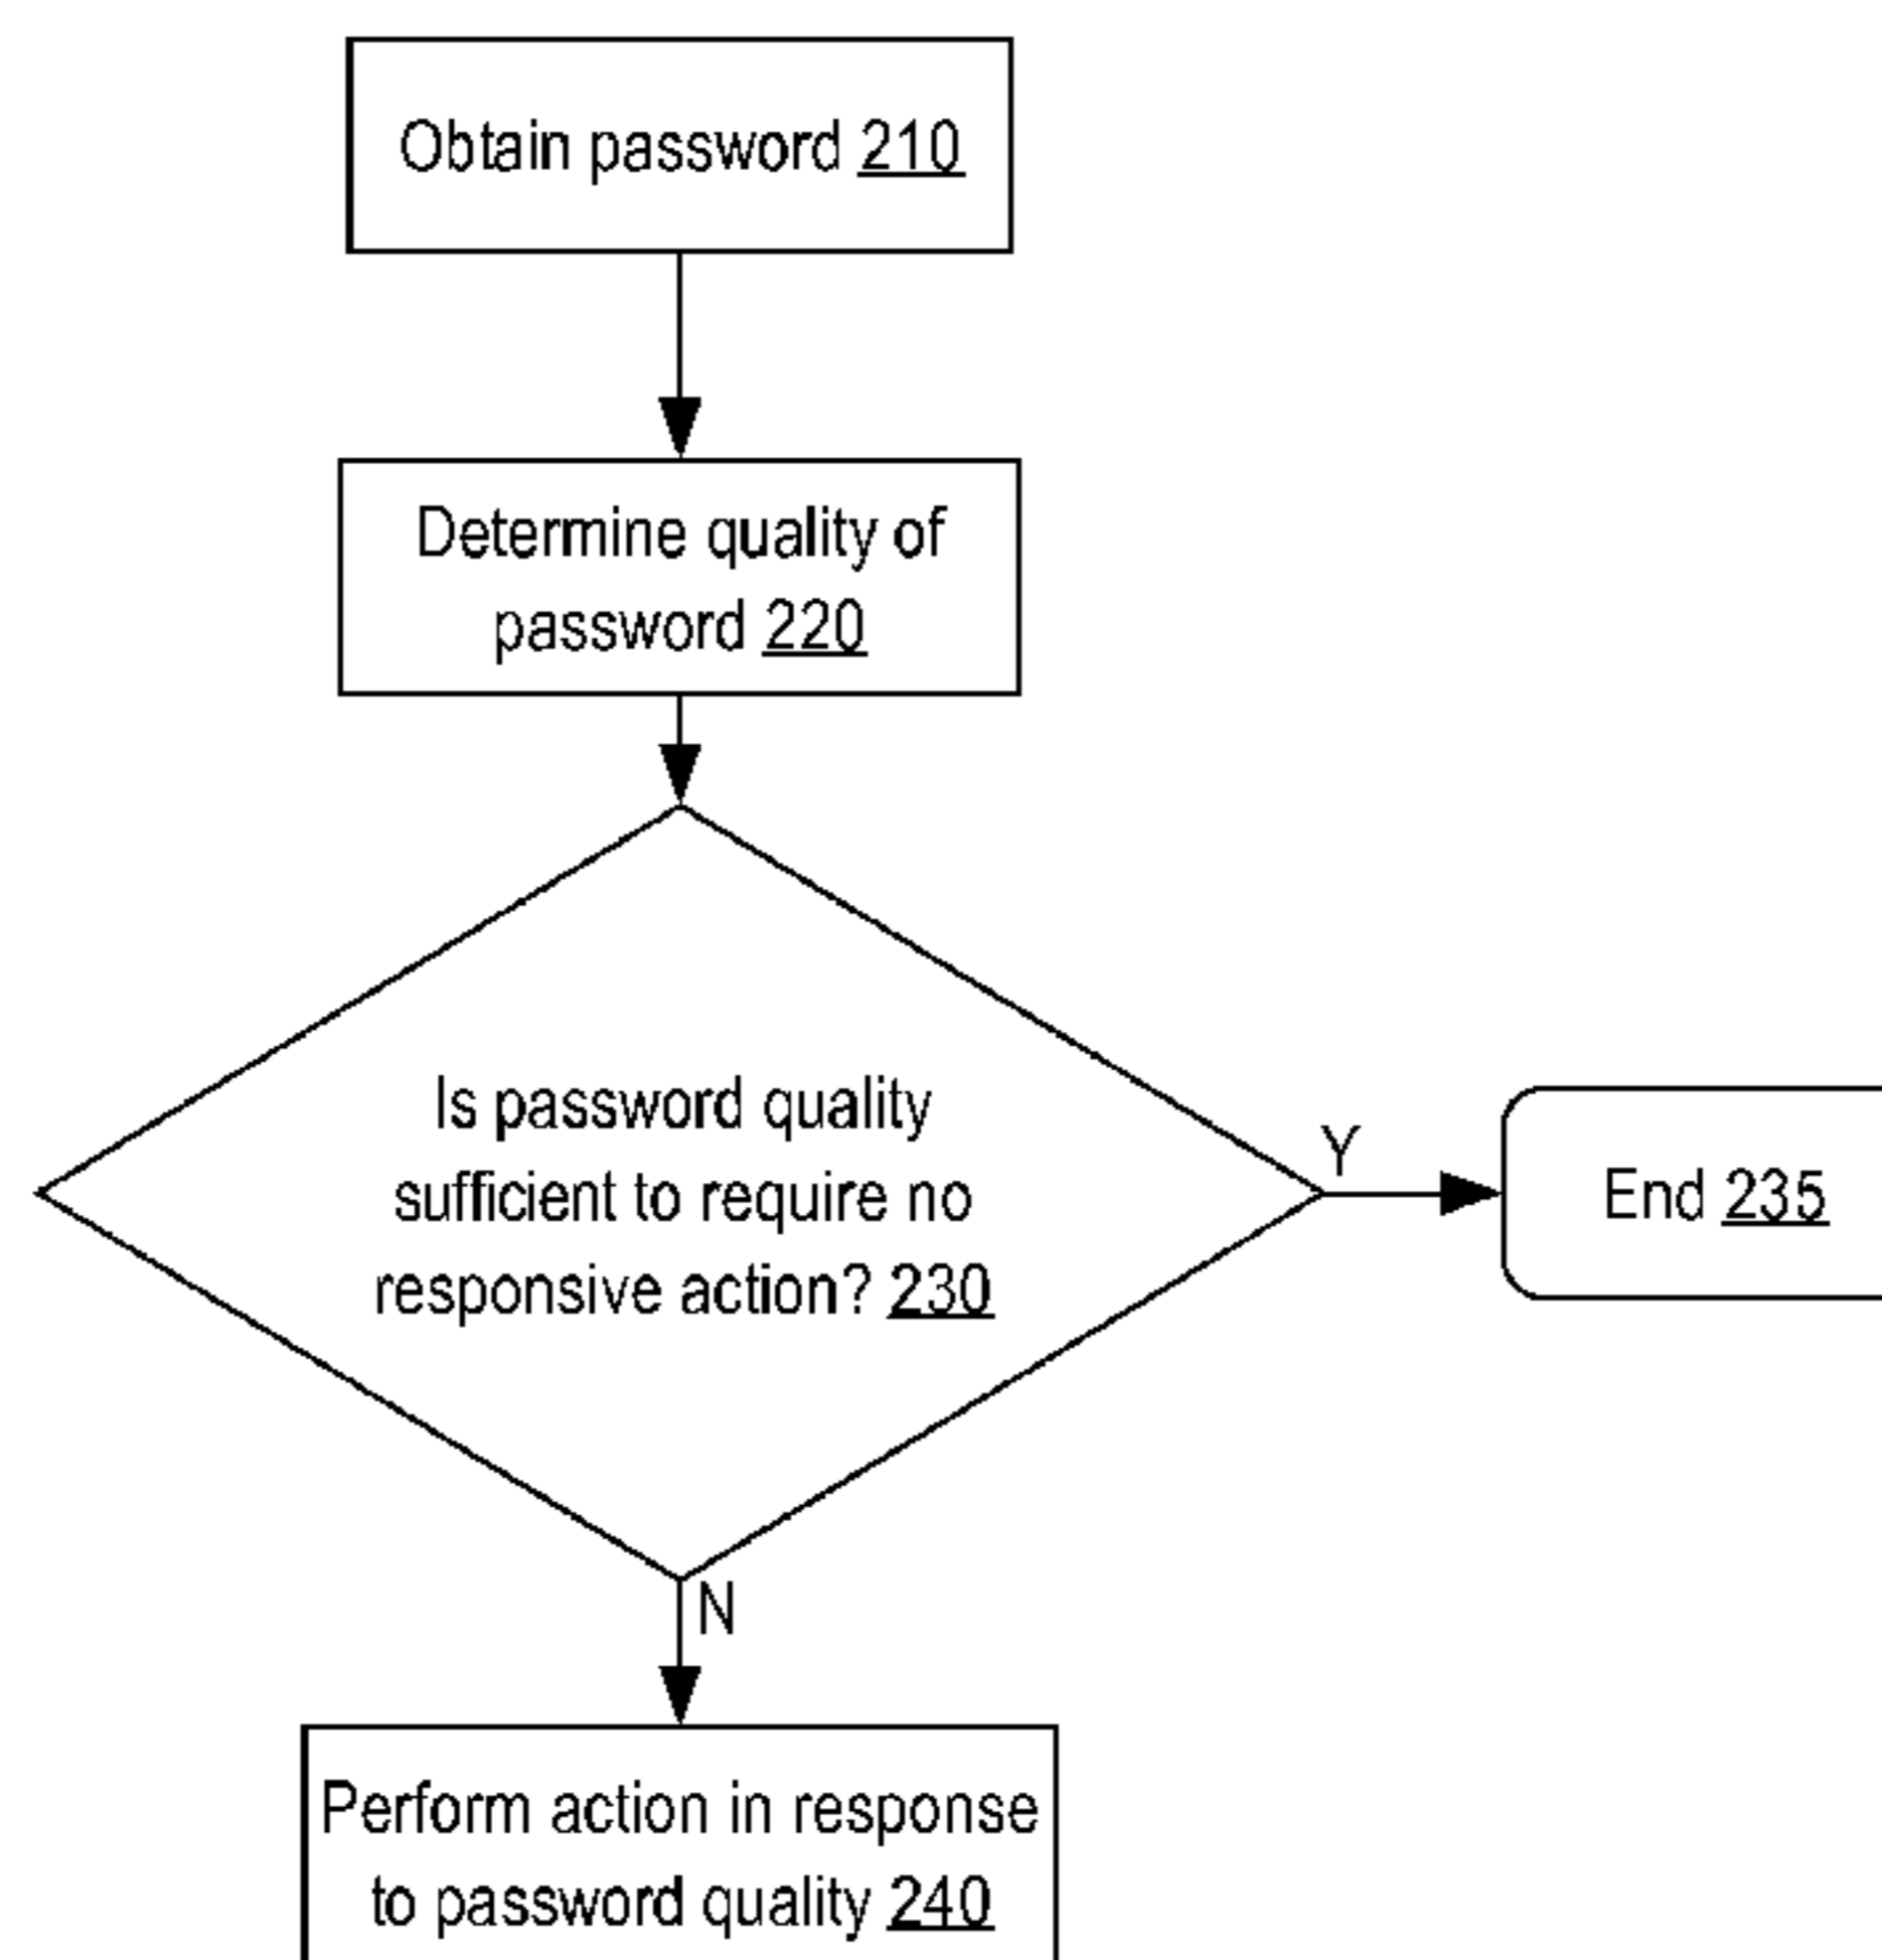 Obtain password 210
Determine quality of
password 220
Is password quality
sufficient to require no
responsive action? 230
Y
End 235
N
Perform action in response
to password quality 240